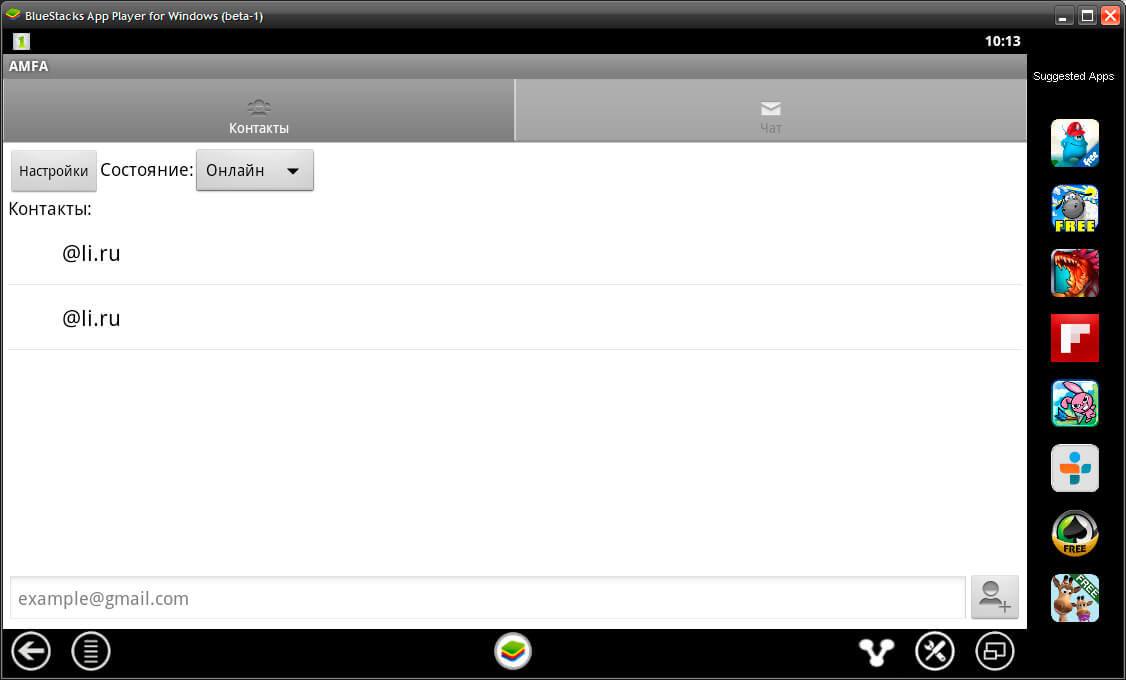 BlueStacks App Player for Windows (beta-1)
1
10:13
AMFA
Suggested Apps
Контакты
Чат
Настройки Состояние: Онлайн
Контакты:
@li.ru
@li.ru
example@gmail.com
free
FREE
F
FREE
FREE